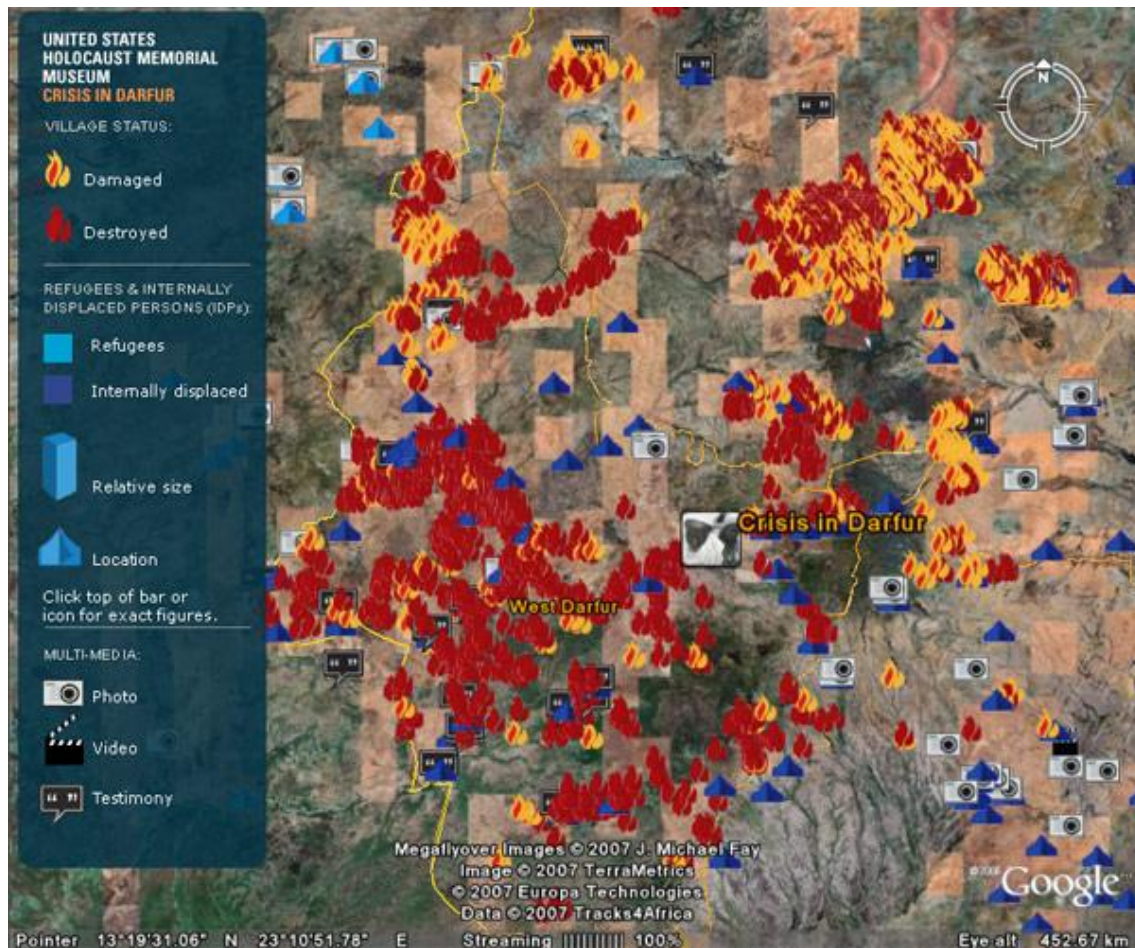 UNITED STATES
HOLOCAUST MEMORIAL
MUSEUM
CRISIS IN DARFUR
VILLAGE STATUS:
Damaged
Destroyed
REFUGEES & INTERNALLY
DISPLACED PERSONS (IDPs):
Refugees
Internally displaced
Relative size
Location
Click top of bar or
icon for exact figures.
MULTI-MEDIA:
Photo
Video
Testimony
N
Crisis in Darfur
West Darfur
Megaflyover Images © 2007 J. Michael Fay
Image © 2007 TerraMetrics
© 2007 Europa Technologies
Data © 2007 Tracks4Africa
Google
Pointer 13°19'31.06" N 23°10'51.78" E Streaming |||||||||| 100% Eye alt 452.67 km